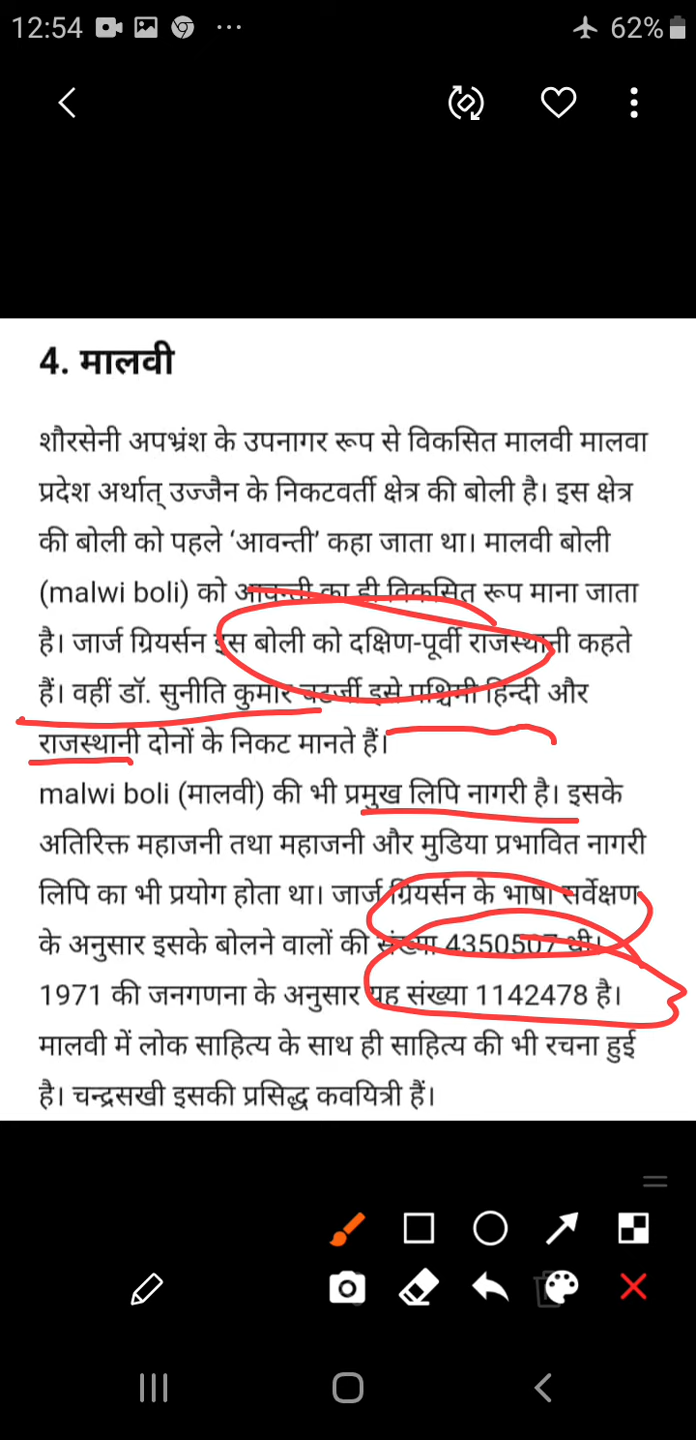 12:54
62%
4. मालवी
शौरसेनी अपभ्रंश के उपनागर रूप से विकसित मालवी मालवा
प्रदेश अर्थात् उज्जैन के निकटवर्ती क्षेत्र की बोली है। इस क्षेत्र
की बोली को पहले ‘आवन्ती’ कहा जाता था। मालवी बोली
(malwi boli) को आवन्ती का ही विकसित रूप माना जाता
है। जार्ज ग्रियर्सन इस बोली को दक्षिण-पूर्वी राजस्थानी कहते
हैं। वहीं डॉ. सुनीति कुमार चटर्जी इसे पश्चिमी हिन्दी और
राजस्थानी दोनों के निकट मानते हैं।
malwi boli (मालवी) की भी प्रमुख लिपि नागरी है। इसके
अतिरिक्त महाजनी तथा महाजनी और मुडिया प्रभावित नागरी
लिपि का भी प्रयोग होता था। जार्ज ग्रियर्सन के भाषा सर्वेक्षण
के अनुसार इसके बोलने वालों की संख्या 4350507 थी।
1971 की जनगणना के अनुसार यह संख्या 1142478 है।
मालवी में लोक साहित्य के साथ ही साहित्य की भी रचना हुई
है। चन्द्रसखी इसकी प्रसिद्ध कवयित्री हैं।